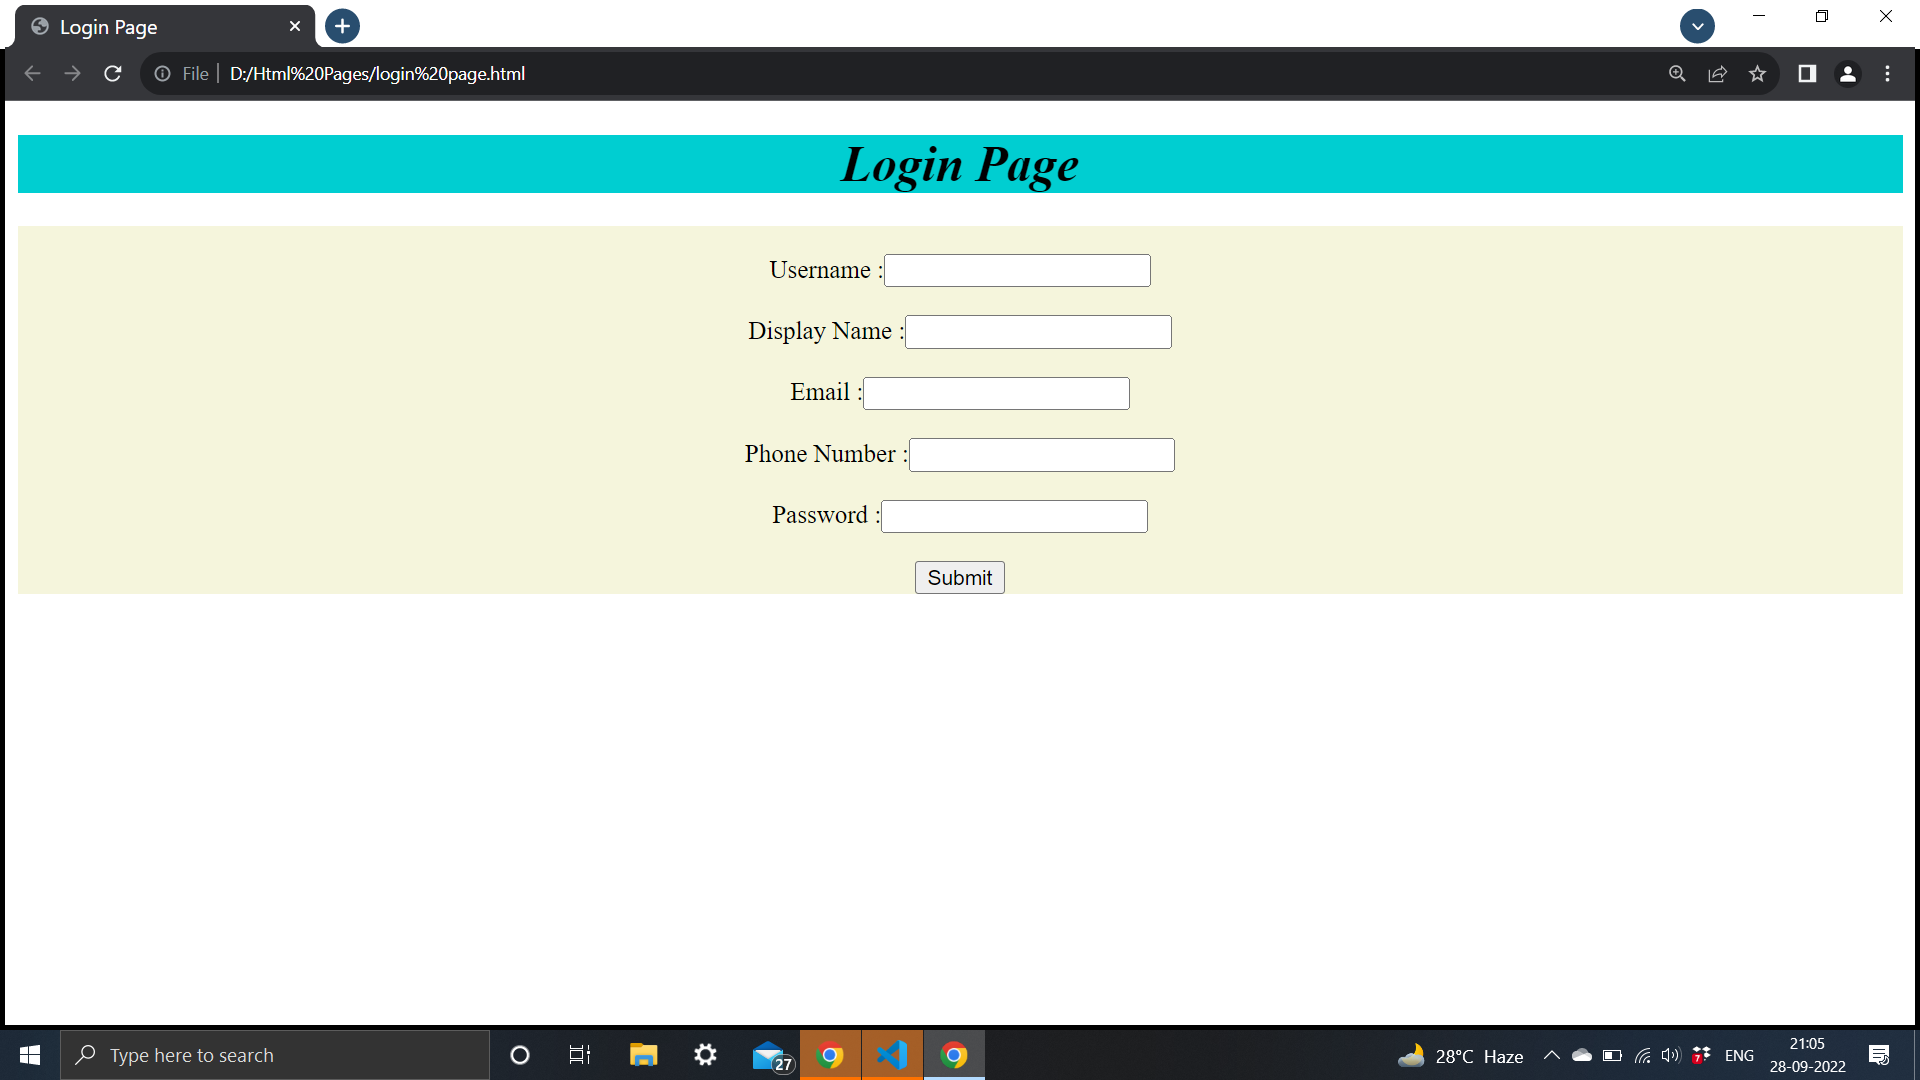 Login Page
File
D:/Html%20Pages/login%20page.html
Login Page
Username :
Display Name :
Email :
Phone Number :
Password :
Submit
Type here to search
27
28°C Haze
7
ENG
21:05
28-09-2022